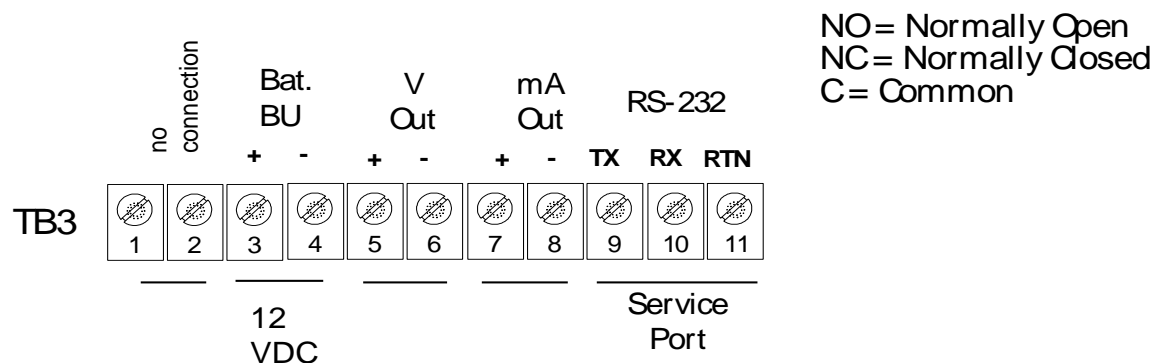 NO= Normally Open
NC= Normally Closed
C= Common
no
connection
Bat.
BU
V
Out
mA
Out
RS-232
+ - + - + - TX RX RTN
TB3
1 2 3 4 5 6 7 8 9 10 11
12
VDC
Service
Port